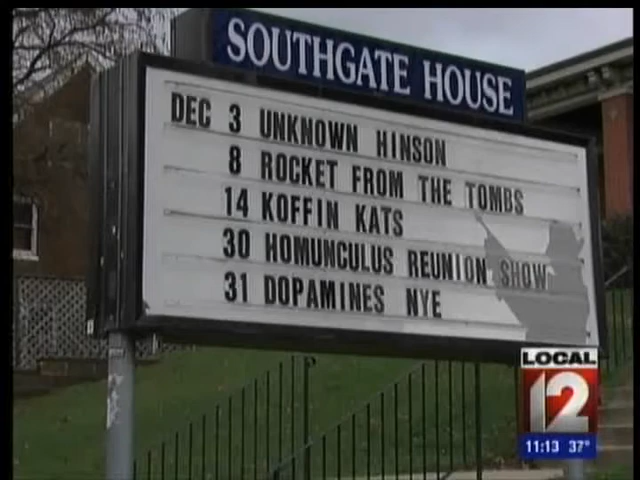 SOUTHGATE HOUSE
DEC 3 UNKNOWN HINSON
8 ROCKET FROM THE TOMBS
14 KOFFIN KATS
30 HOMUNCULUS REUNION SHOW
31 DOPAMINES NYE
LOCAL
12
11:13 37°